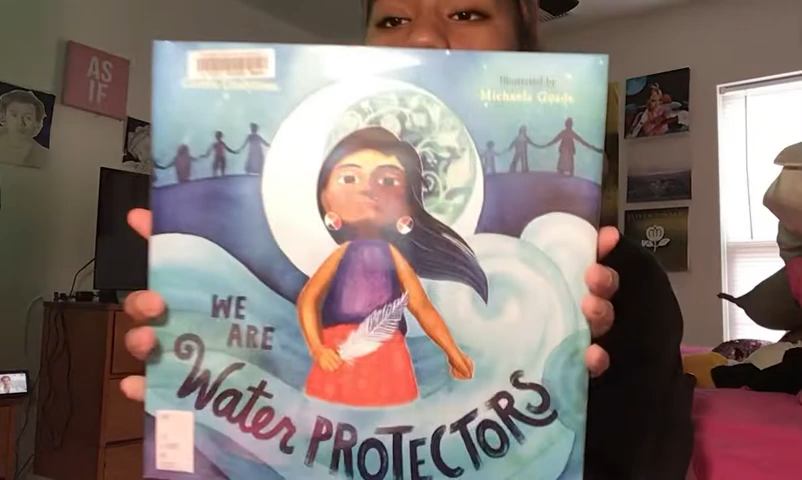 AS
IF
Illustrated by
Michaela Goade
WE
ARE
Water PROTECTORS